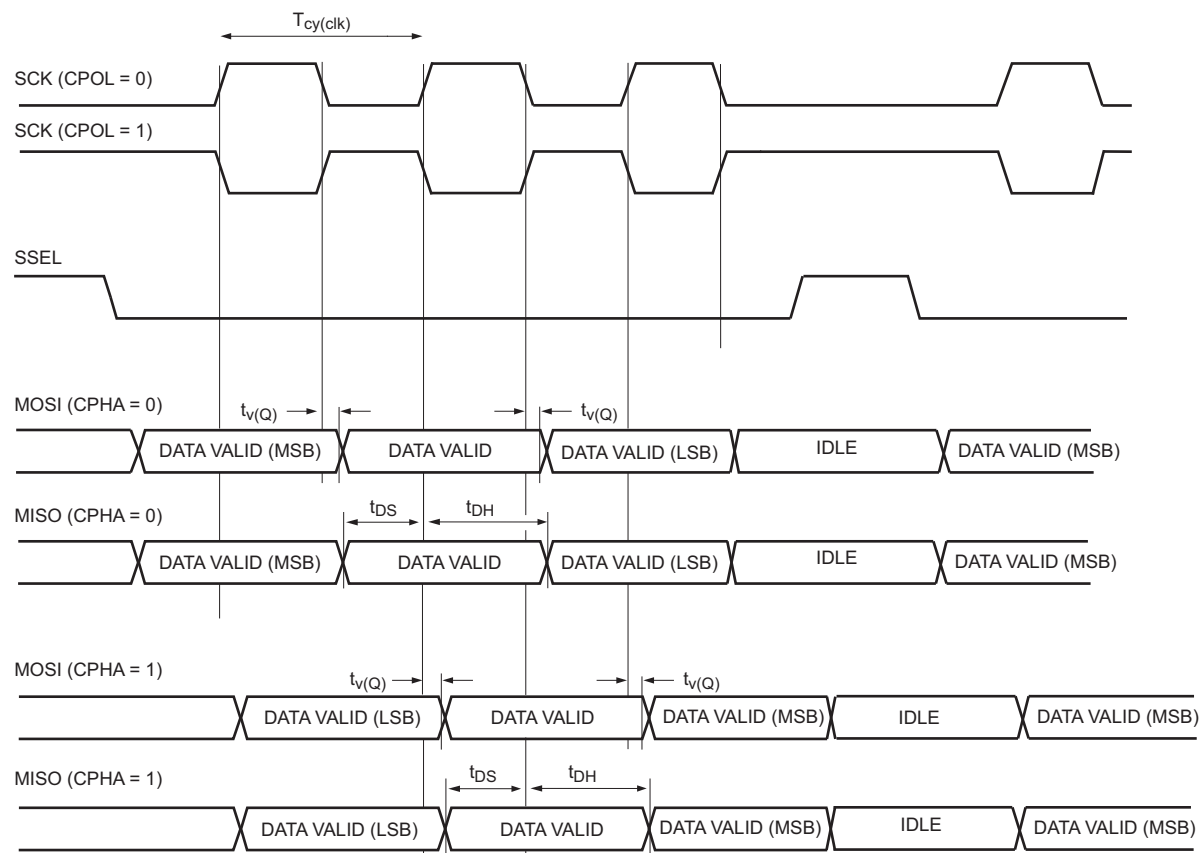 Tcy(clk)
SCK (CPOL = 0)
SCK (CPOL = 1)
SSEL
MOSI (CPHA = 0)
tv(Q) tv(Q)
DATA VALID (MSB) DATA VALID DATA VALID (LSB) IDLE DATA VALID (MSB)
tDS tDH
MISO (CPHA = 0)
DATA VALID (MSB) DATA VALID DATA VALID (LSB) IDLE DATA VALID (MSB)
MOSI (CPHA = 1)
tv(Q) tv(Q)
DATA VALID (LSB) DATA VALID DATA VALID (MSB) IDLE DATA VALID (MSB)
tDS tDH
MISO (CPHA = 1)
DATA VALID (LSB) DATA VALID DATA VALID (MSB) IDLE DATA VALID (MSB)